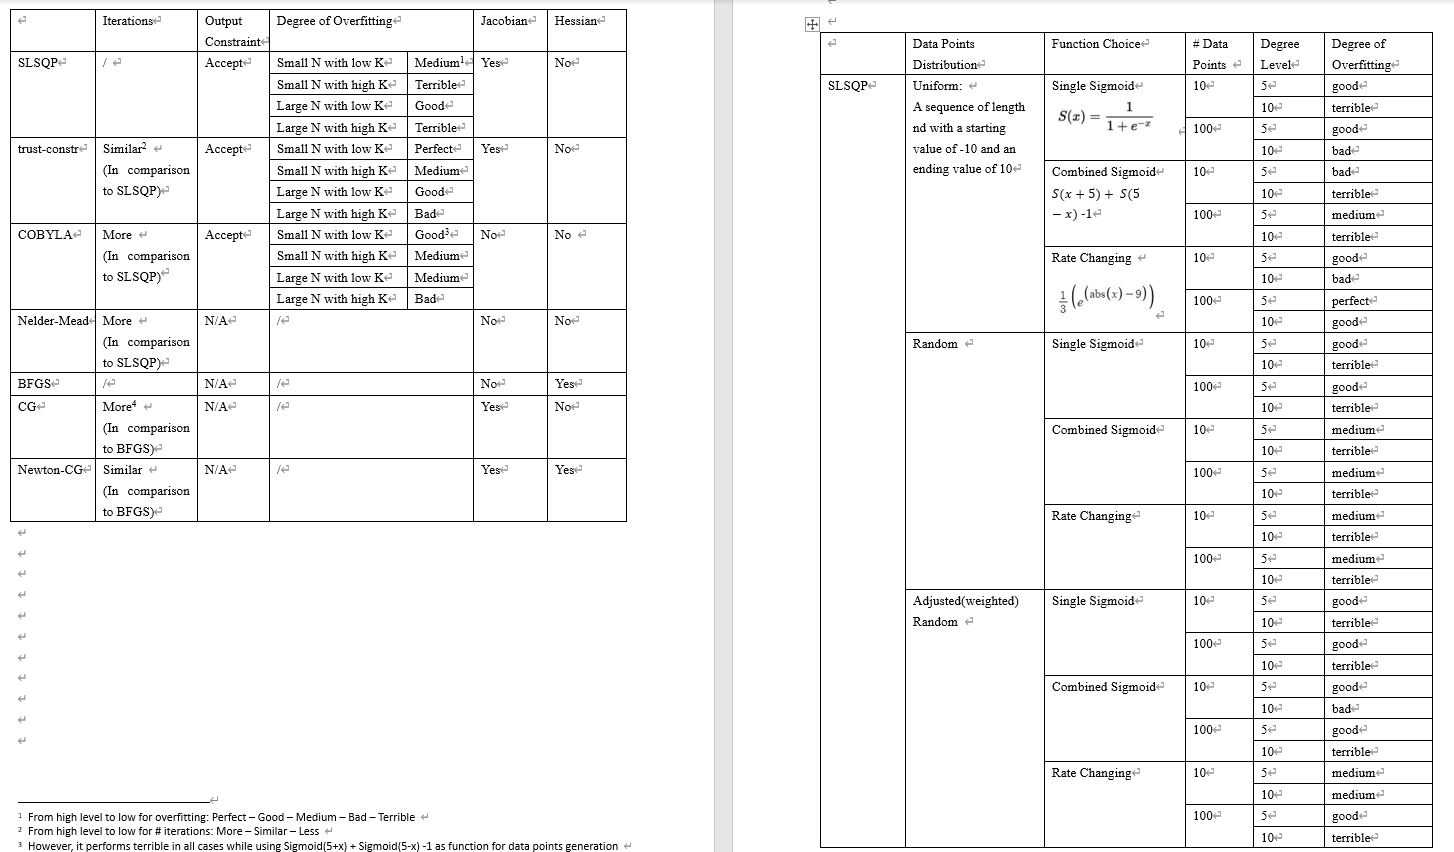 Iterations Output Degree of Overfitting Jacobian Hessian
Constraint
SLSQP / Accept Small N with low K Medium1 Yes No
Small N with high K Terrible
Large N with low K Good
Large N with high K Terrible
trust-constr Similar2 Accept Small N with low K Perfect Yes No
(In comparison Small N with high K Medium
to SLSQP) Large N with low K Good
Large N with high K Bad
COBYLA More Accept Small N with low K Good3 No No
(In comparison Small N with high K Medium
to SLSQP) Large N with low K Medium
Large N with high K Bad
Nelder-Mead More N/A / No No
(In comparison
to SLSQP)
BFGS / N/A / No Yes
CG More4 N/A / Yes No
(In comparison
to BFGS)
Newton-CG Similar N/A / Yes Yes
(In comparison
to BFGS)
1 From high level to low for overfitting: Perfect – Good – Medium – Bad – Terrible
2 From high level to low for # iterations: More – Similar – Less
3 However, it performs terrible in all cases while using Sigmoid(5+x) + Sigmoid(5-x) -1 as function for data points generation
Data Points Function Choice # Data Degree Degree of
Distribution Points Level Overfitting
SLSQP Uniform: Single Sigmoid 10 5 good
A sequence of length S(x) = 1 / (1 + e^-x) 10 terrible
nd with a starting 100 5 good
value of -10 and an 10 bad
ending value of 10 Combined Sigmoid 10 5 bad
S(x + 5) + S(5 10 terrible
– x) -1 100 5 medium
10 terrible
Rate Changing 10 5 good
10 bad
1/3 (e^(abs(x) – 9)) 100 5 perfect
10 good
Random Single Sigmoid 10 5 good
10 terrible
100 5 good
10 terrible
Combined Sigmoid 10 5 medium
10 terrible
100 5 medium
10 terrible
Rate Changing 10 5 medium
10 terrible
100 5 medium
10 terrible
Adjusted(weighted) Single Sigmoid 10 5 good
Random 10 terrible
100 5 good
10 terrible
Combined Sigmoid 10 5 good
10 bad
100 5 good
10 terrible
Rate Changing 10 5 medium
10 medium
100 5 good
10 terrible